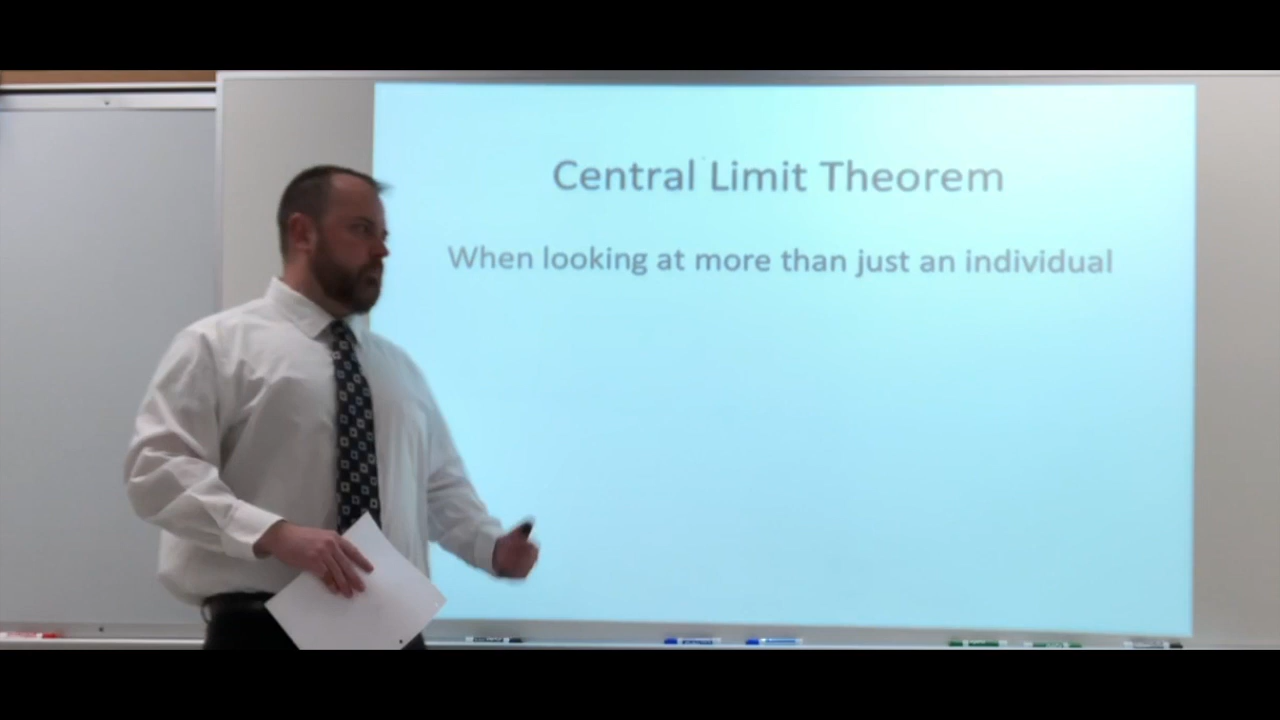 Central Limit Theorem
When looking at more than just an individual